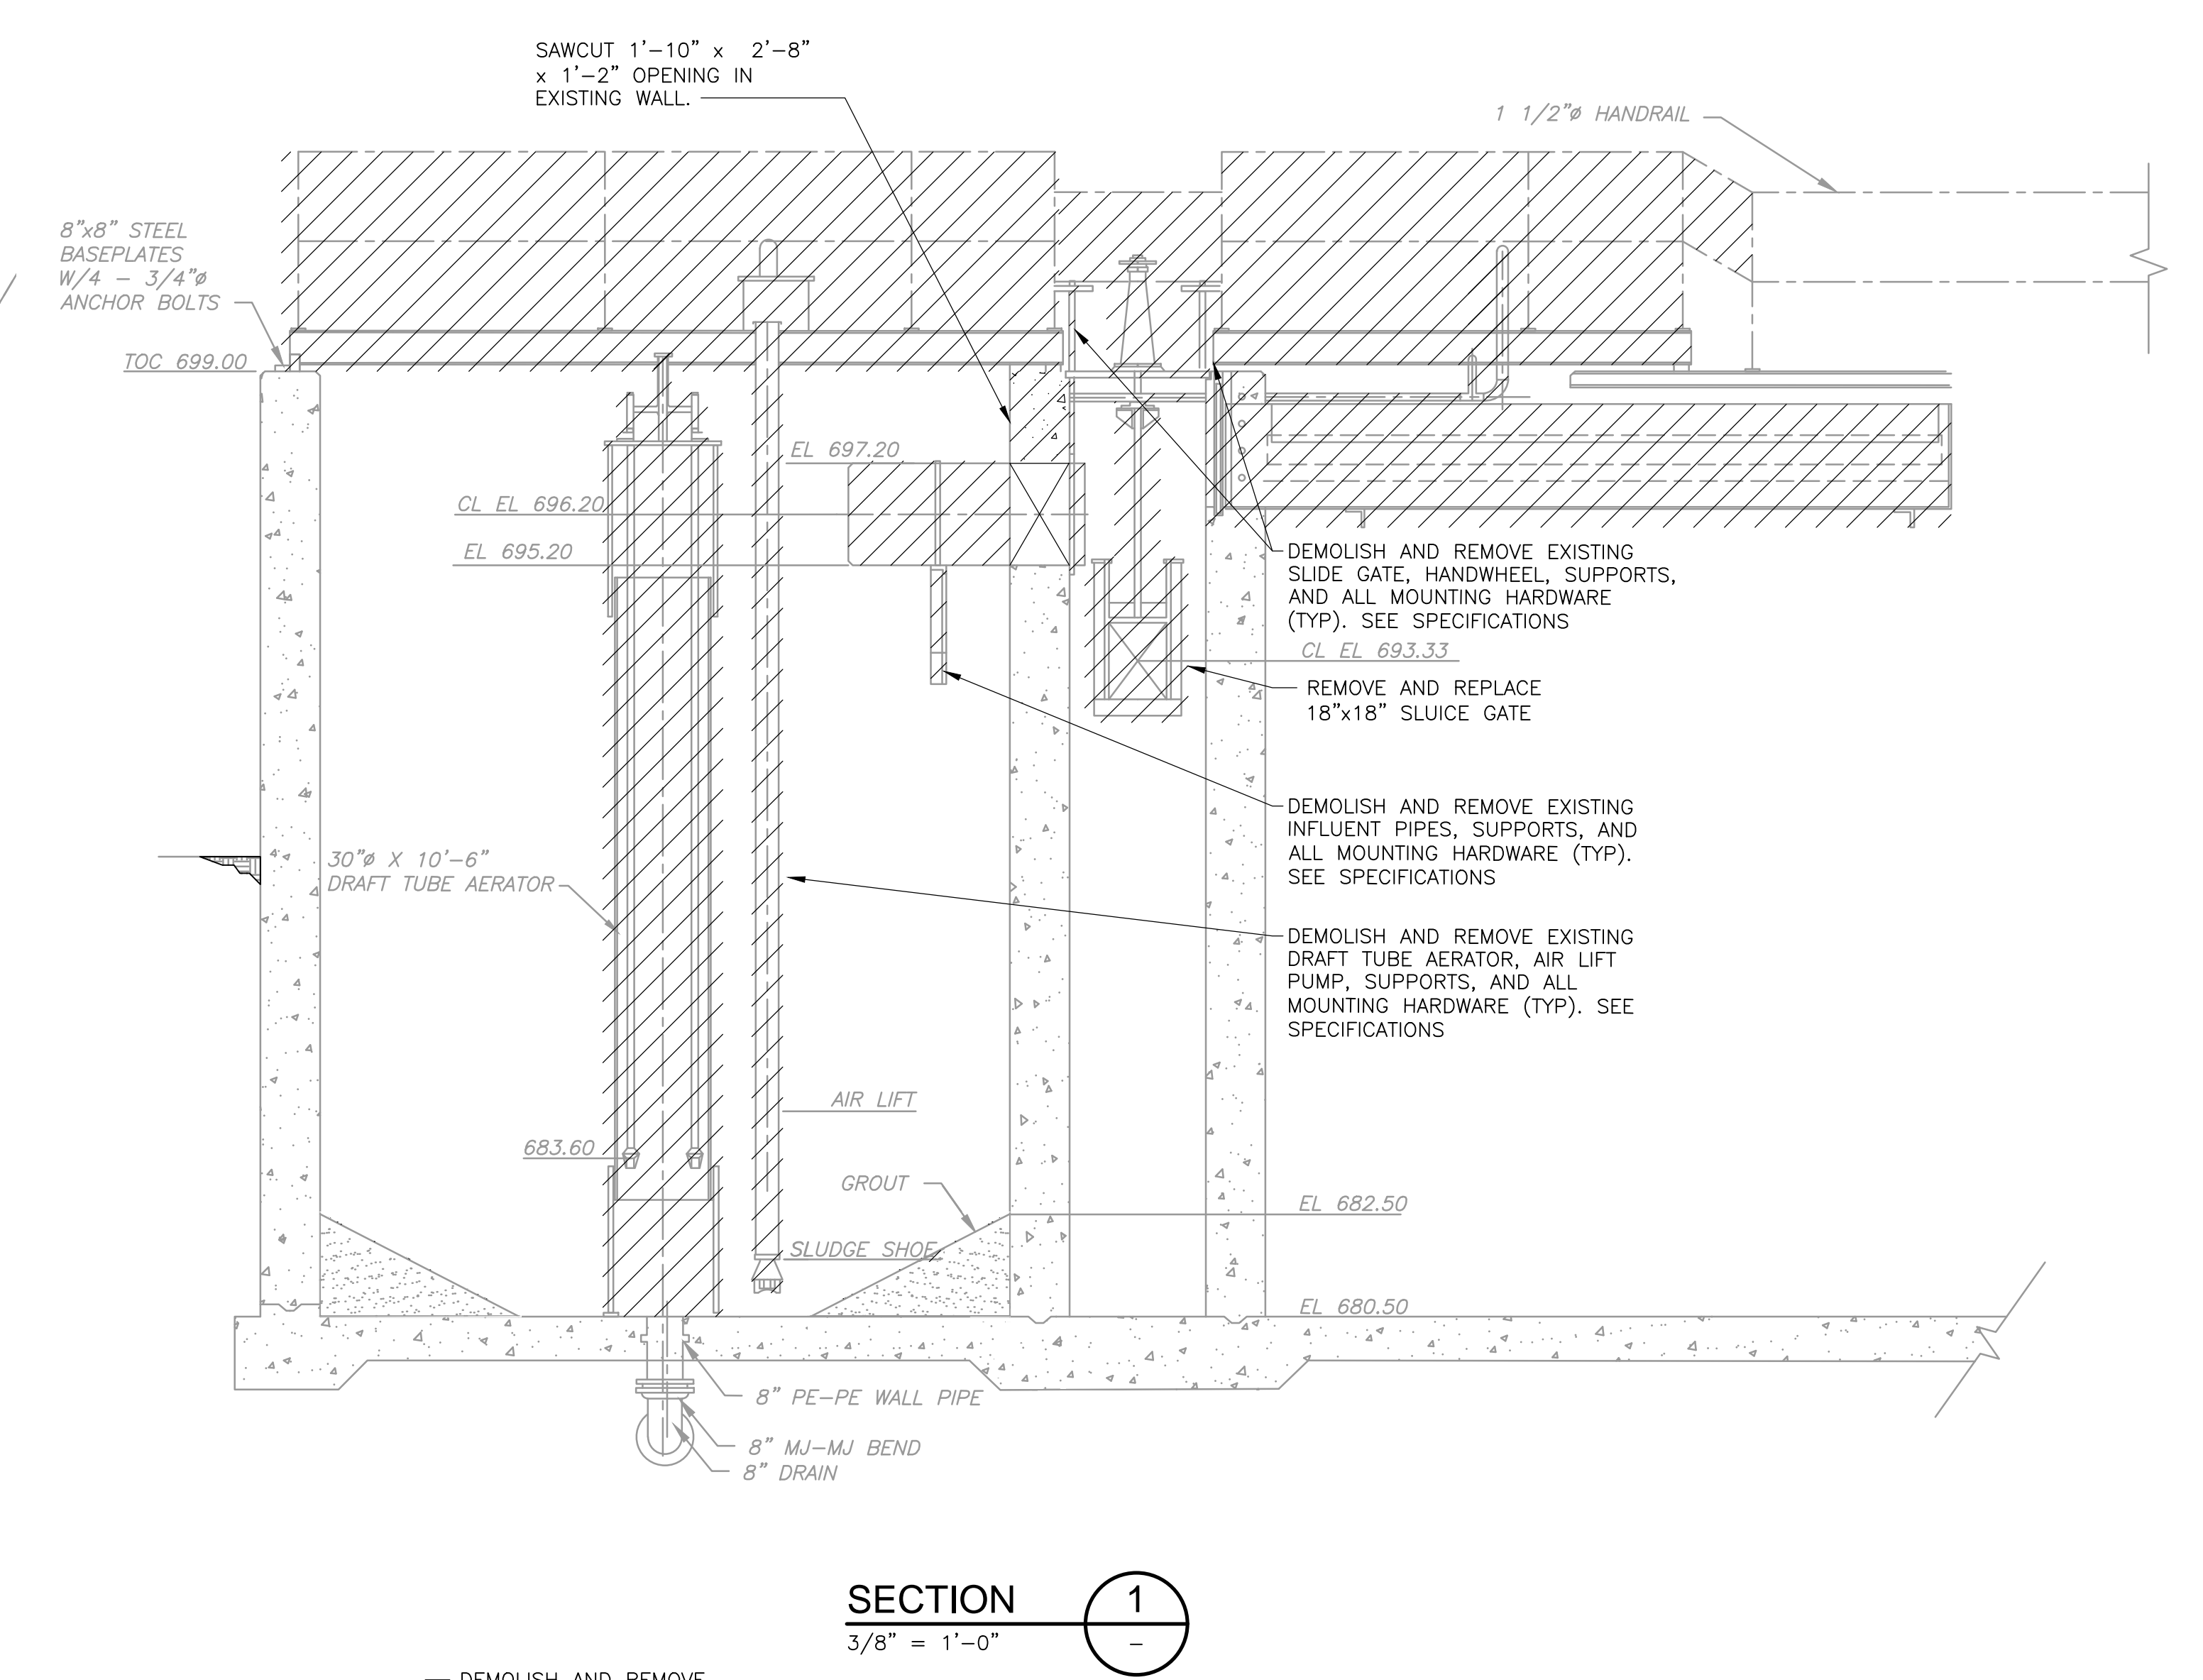 SAWCUT 1'-10" x 2'-8"
x 1'-2" OPENING IN
EXISTING WALL.
1 1/2"ø HANDRAIL
8"x8" STEEL
BASEPLATES
W/4 - 3/4"ø
ANCHOR BOLTS
TOC 699.00
EL 697.20
CL EL 696.20
EL 695.20
DEMOLISH AND REMOVE EXISTING
SLIDE GATE, HANDWHEEL, SUPPORTS,
AND ALL MOUNTING HARDWARE
(TYP). SEE SPECIFICATIONS
CL EL 693.33
REMOVE AND REPLACE
18"x18" SLUICE GATE
DEMOLISH AND REMOVE EXISTING
INFLUENT PIPES, SUPPORTS, AND
ALL MOUNTING HARDWARE (TYP).
SEE SPECIFICATIONS
30"ø X 10'-6"
DRAFT TUBE AERATOR
DEMOLISH AND REMOVE EXISTING
DRAFT TUBE AERATOR, AIR LIFT
PUMP, SUPPORTS, AND ALL
MOUNTING HARDWARE (TYP). SEE
SPECIFICATIONS
AIR LIFT
683.60
GROUT
EL 682.50
SLUDGE SHOE
EL 680.50
8" PE-PE WALL PIPE
8" MJ-MJ BEND
8" DRAIN
SECTION
1
3/8" = 1'-0"
-
DEMOLISH AND REMOVE